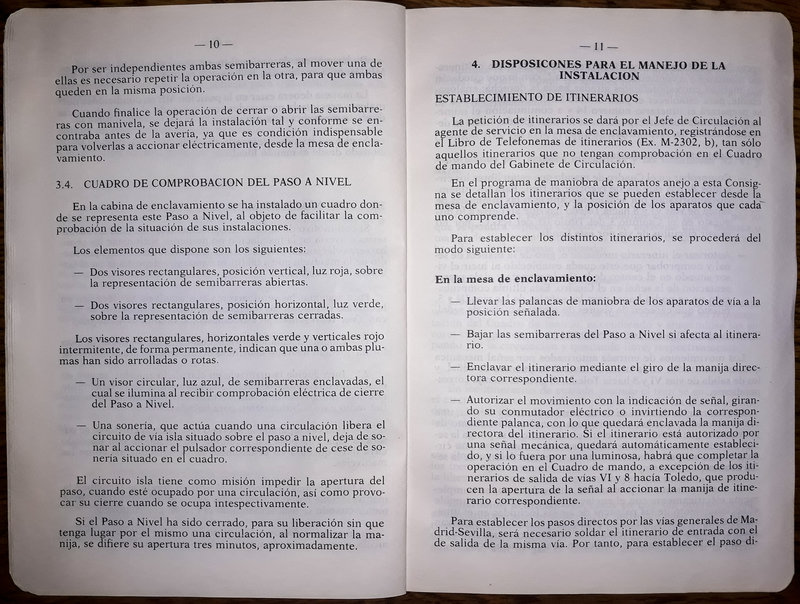 — 10 —
Por ser independientes ambas semibarreras, al mover una de
ellas es necesario repetir la operación en la otra, para que ambas
queden en la misma posición.
Cuando finalice la operación de cerrar o abrir las semibarre-
ras con manivela, se dejará la instalación tal y conforme se en-
contraba antes de la avería, ya que es condición indispensable
para volverlas a accionar eléctricamente, desde la mesa de encla-
vamiento.
3.4. CUADRO DE COMPROBACION DEL PASO A NIVEL
En la cabina de enclavamiento se ha instalado un cuadro don-
de se representa este Paso a Nivel, al objeto de facilitar la com-
probación de la situación de sus instalaciones.
Los elementos que dispone son los siguientes:
— Dos visores rectangulares, posición vertical, luz roja, sobre
la representación de semibarreras abiertas.
— Dos visores rectangulares, posición horizontal, luz verde,
sobre la representación de semibarreras cerradas.
Los visores rectangulares, horizontales verde y verticales rojo
intermitente, de forma permanente, indican que una o ambas plu-
mas han sido arrolladas o rotas.
— Un visor circular, luz azul, de semibarreras enclavadas, el
cual se ilumina al recibir comprobación eléctrica de cierre
del Paso a Nivel.
— Una sonería, que actúa cuando una circulación libera el
circuito de vía isla situado sobre el paso a nivel, deja de so-
nar al accionar el pulsador correspondiente de cese de so-
nería situado en el cuadro.
El circuito isla tiene como misión impedir la apertura del
paso, cuando esté ocupado por una circulación, así como provo-
car su cierre cuando se ocupa intespectivamente.
Si el Paso a Nivel ha sido cerrado, para su liberación sin que
tenga lugar por el mismo una circulación, al normalizar la ma-
nija, se difiere su apertura tres minutos, aproximadamente.
— 11 —
4. DISPOSICONES PARA EL MANEJO DE LA
INSTALACION
ESTABLECIMIENTO DE ITINERARIOS
La petición de itinerarios se dará por el Jefe de Circulación al
agente de servicio en la mesa de enclavamiento, registrándose en
el Libro de Telefonemas de itinerarios (Ex. M-2302, b), tan sólo
aquellos itinerarios que no tengan comprobación en el Cuadro
de mando del Gabinete de Circulación.
En el programa de maniobra de aparatos anejo a esta Consig-
na se detallan los itinerarios que se pueden establecer desde la
mesa de enclavamiento, y la posición de los aparatos que cada
uno comprende.
Para establecer los distintos itinerarios, se procederá del
modo siguiente:
En la mesa de enclavamiento:
— Llevar las palancas de maniobra de los aparatos de vía a la
posición señalada.
— Bajar las semibarreras del Paso a Nivel si afecta al itinera-
rio.
— Enclavar el itinerario mediante el giro de la manija direc-
tora correspondiente.
— Autorizar el movimiento con la indicación de señal, giran-
do su conmutador eléctrico o invirtiendo la correspon-
diente palanca, con lo que quedará enclavada la manija di-
rectora del itinerario. Si el itinerario está autorizado por
una señal mecánica, quedará automáticamente estableci-
do, y si lo fuera por una luminosa, habrá que completar la
operación en el Cuadro de mando, a excepción de los iti-
nerarios de salida de vías VI y 8 hacia Toledo, que produ-
cen la apertura de la señal al accionar la manija de itine-
rario correspondiente.
Para establecer los pasos directos por las vías generales de Ma-
drid-Sevilla, será necesario soldar el itinerario de entrada con el
de salida de la misma vía. Por tanto, para establecer el paso di-